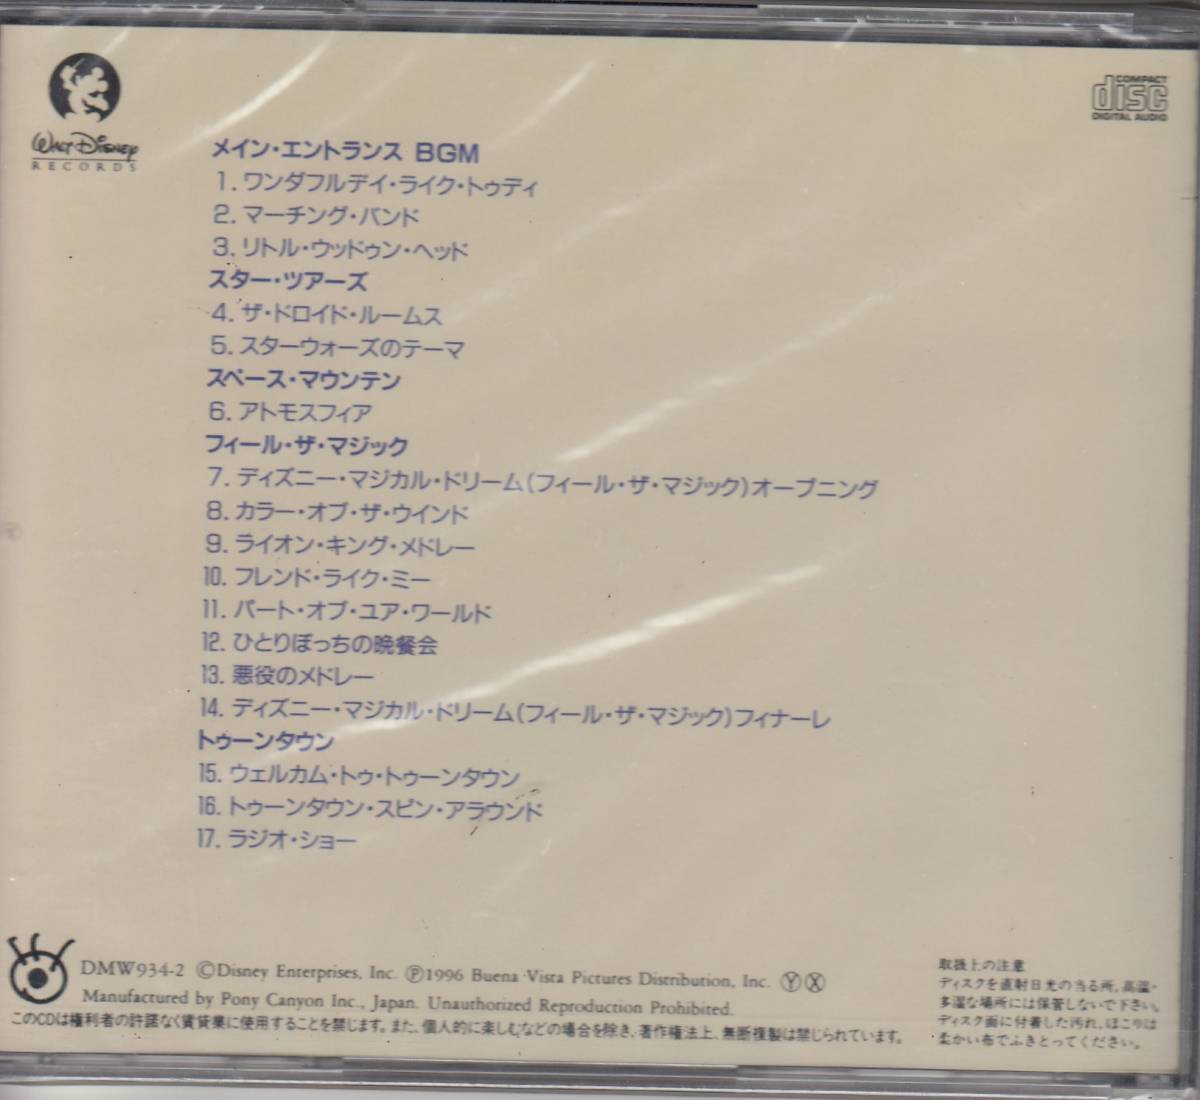 WALT DISNEY
RECORDS
COMPACT
disc
DIGITAL AUDIO
メイン・エントランス BGM
1. ワンダフルデイ・ライク・トゥディ
2. マーチング・バンド
3. リトル・ウッドゥン・ヘッド
スター・ツアーズ
4. ザ・ドロイド・ルームス
5. スターウォーズのテーマ
スペース・マウンテン
6. アトモスフィア
フィール・ザ・マジック
7. ディズニー・マジカル・ドリーム(フィール・ザ・マジック)オープニング
8. カラー・オブ・ザ・ウインド
9. ライオン・キング・メドレー
10. フレンド・ライク・ミー
11. パート・オブ・ユア・ワールド
12. ひとりぼっちの晩餐会
13. 悪役のメドレー
14. ディズニー・マジカル・ドリーム(フィール・ザ・マジック)フィナーレ
トゥーンタウン
15. ウェルカム・トゥ・トゥーンタウン
16. トゥーンタウン・スピン・アラウンド
17. ラジオ・ショー
DMW934-2 ©Disney Enterprises, Inc. ℗1996 Buena Vista Pictures Distribution, Inc. Ⓨ Ⓧ
Manufactured by Pony Canyon Inc., Japan. Unauthorized Reproduction Prohibited.
このCDは権利者の許諾なく賃貸業に使用することを禁じます。また、個人的に楽しむなどの場合を除き、著作権法上、無断複製は禁じられています。
取扱上の注意
ディスクを直射日光の当る所、高温・
多湿な場所には保管しないで下さい。
ディスク面に付着した汚れ、ほこりは
柔かい布でふきとってください。